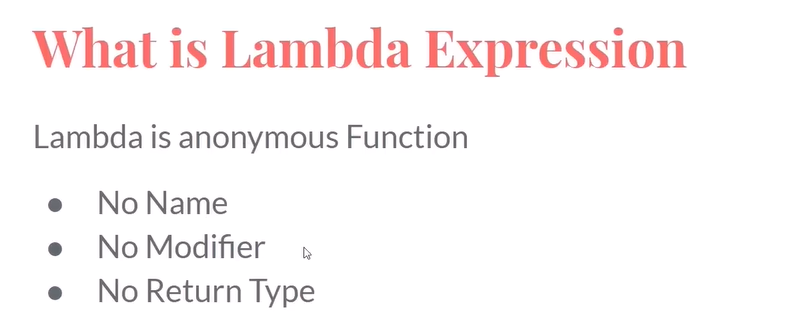 What is Lambda Expression
Lambda is anonymous Function
● No Name
● No Modifier
● No Return Type